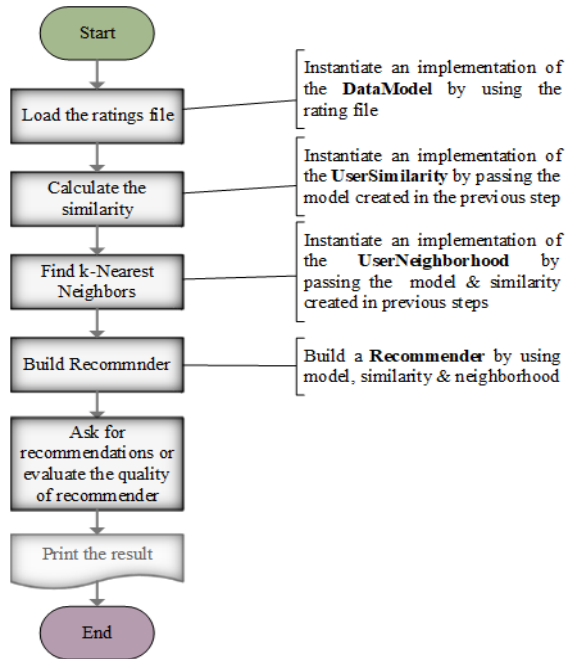 Start
Load the ratings file
Instantiate an implementation of
the DataModel by using the
rating file
Calculate the
similarity
Instantiate an implementation of
the UserSimilarity by passing the
model created in the previous step
Find k-Nearest
Neighbors
Instantiate an implementation of
the UserNeighborhood by
passing the model & similarity
created in previous steps
Build Recommnder
Build a Recommender by using
model, similarity & neighborhood
Ask for
recommendations or
evaluate the quality
of recommender
Print the result
End